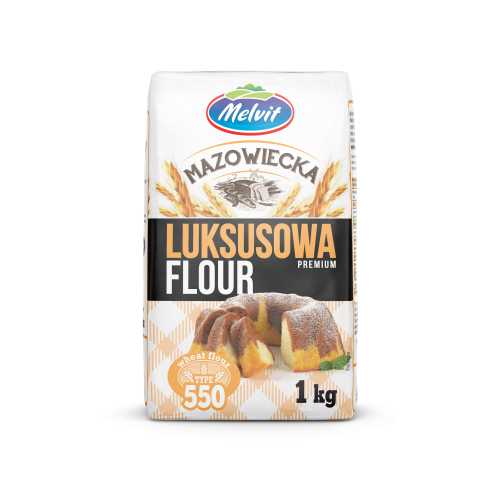 Melvit
MAZOWIECKA
LUKSUSOWA
PREMIUM
FLOUR
wheat flour
TYPE
550
1 kg